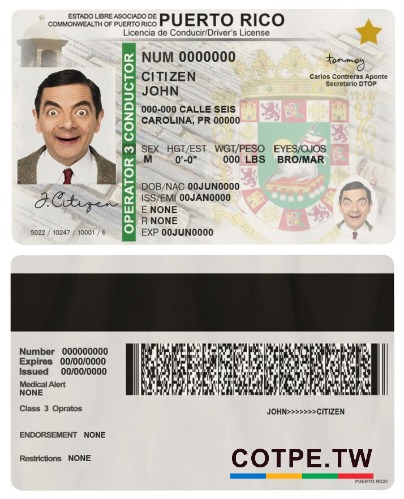 ESTADO LIBRE ASOCIADO DE
COMMONWEALTH OF PUERTO RICO
PUERTO RICO
Licencia de Conducir/Driver's License
OPERATOR 3 CONDUCTOR
NUM 0000000
CITIZEN
JOHN
000-000 CALLE SEIS
CAROLINA, PR 00000
Carlos Contreras Aponte
Secretario DTOP
SEX HGT/EST WGT/PESO EYES/OJOS
M 0'-0" 000 LBS BRO/MAR
DOB/NAC 00JUN0000
ISS/EMI 00JAN0000
E NONE
R NONE
EXP 00JUN0000
J. Citizen
5022 / 10247 / 10001 / 6
Number 000000000
Expires 00/00/0000
Issued 00/00/0000
Medical Alert
NONE
Class 3 Opratos
JOHN>>>>>>>CITIZEN
ENDORSEMENT NONE
Restrictions NONE
COTPE.TW
PUERTO RICO